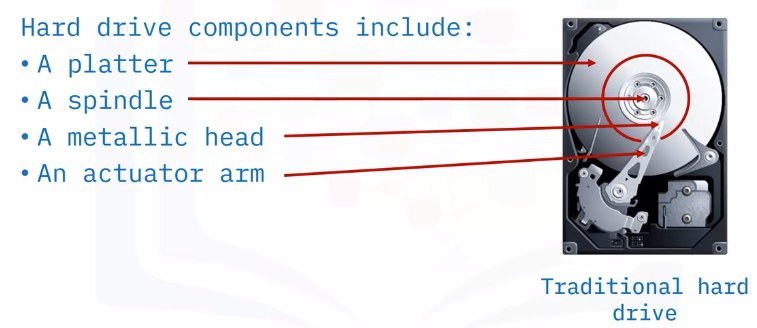 Hard drive components include:
• A platter
• A spindle
• A metallic head
• An actuator arm
Traditional hard
drive